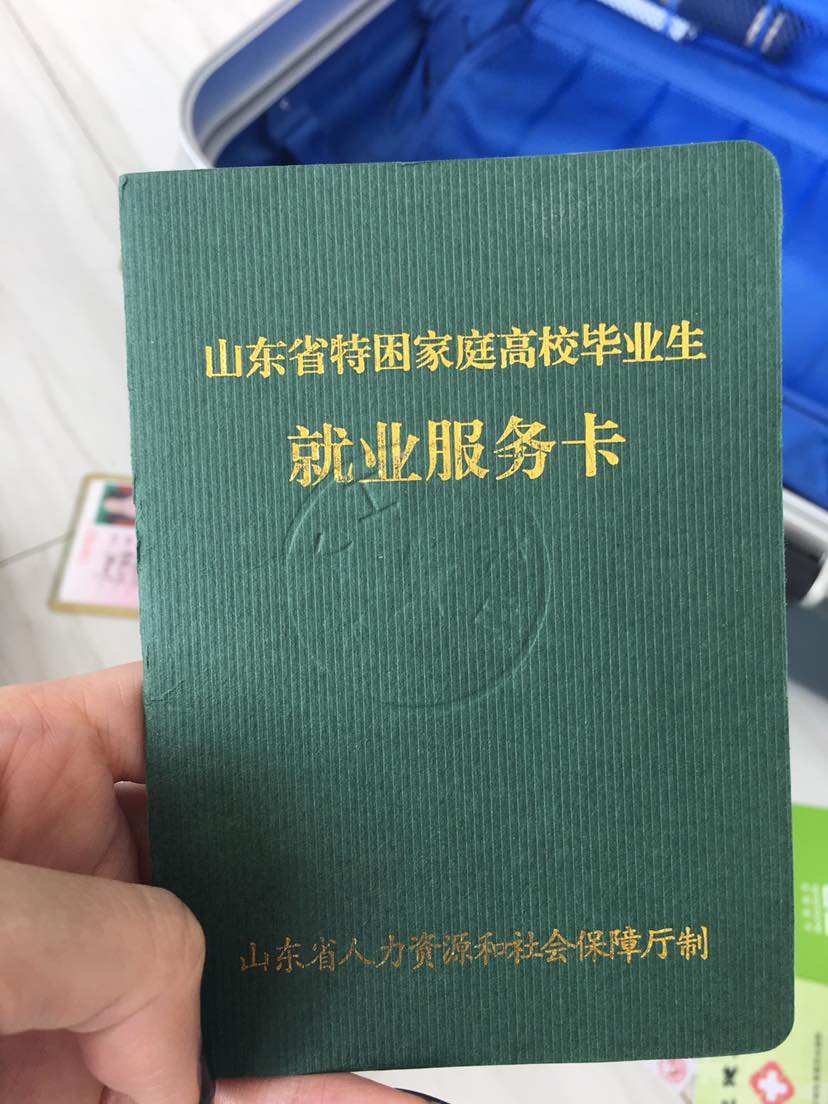 山东省特困家庭高校毕业生
就业服务卡
山东省人力资源和社会保障厅制